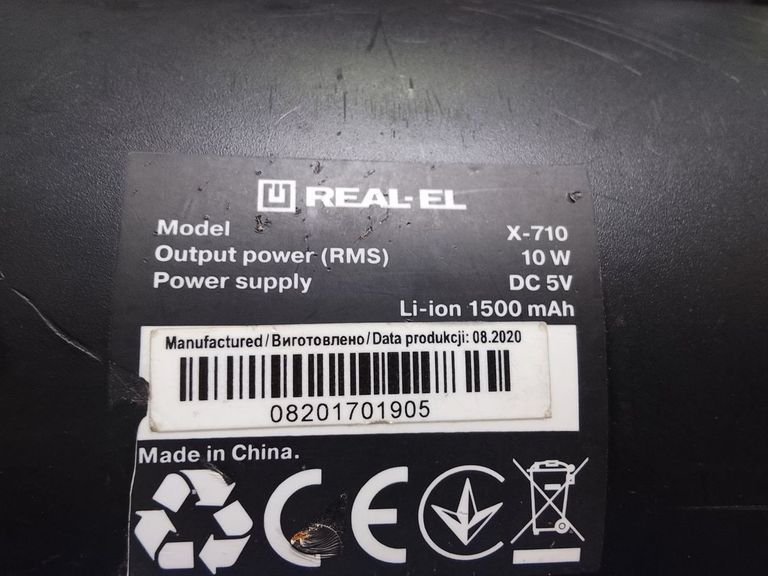 REAL-EL
Model X-710
Output power (RMS) 10 W
Power supply DC 5V
Li-ion 1500 mAh
Manufactured/Виготовлено/Data produkcji: 08.2020
08201701905
Made in China.
CE